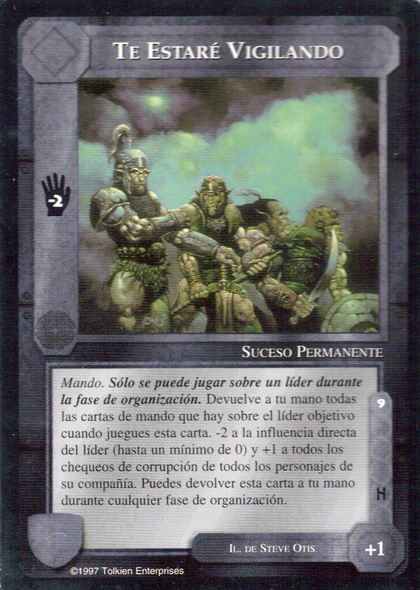 TE ESTARÉ VIGILANDO
-2
SUCESO PERMANENTE
Mando. Sólo se puede jugar sobre un líder durante
la fase de organización. Devuelve a tu mano todas
las cartas de mando que hay sobre el líder objetivo
cuando juegues esta carta. -2 a la influencia directa
del líder (hasta un mínimo de 0) y +1 a todos los
chequeos de corrupción de todos los personajes de
su compañía. Puedes devolver esta carta a tu mano
durante cualquier fase de organización.
9
IL. DE STEVE OTIS
+1
©1997 Tolkien Enterprises